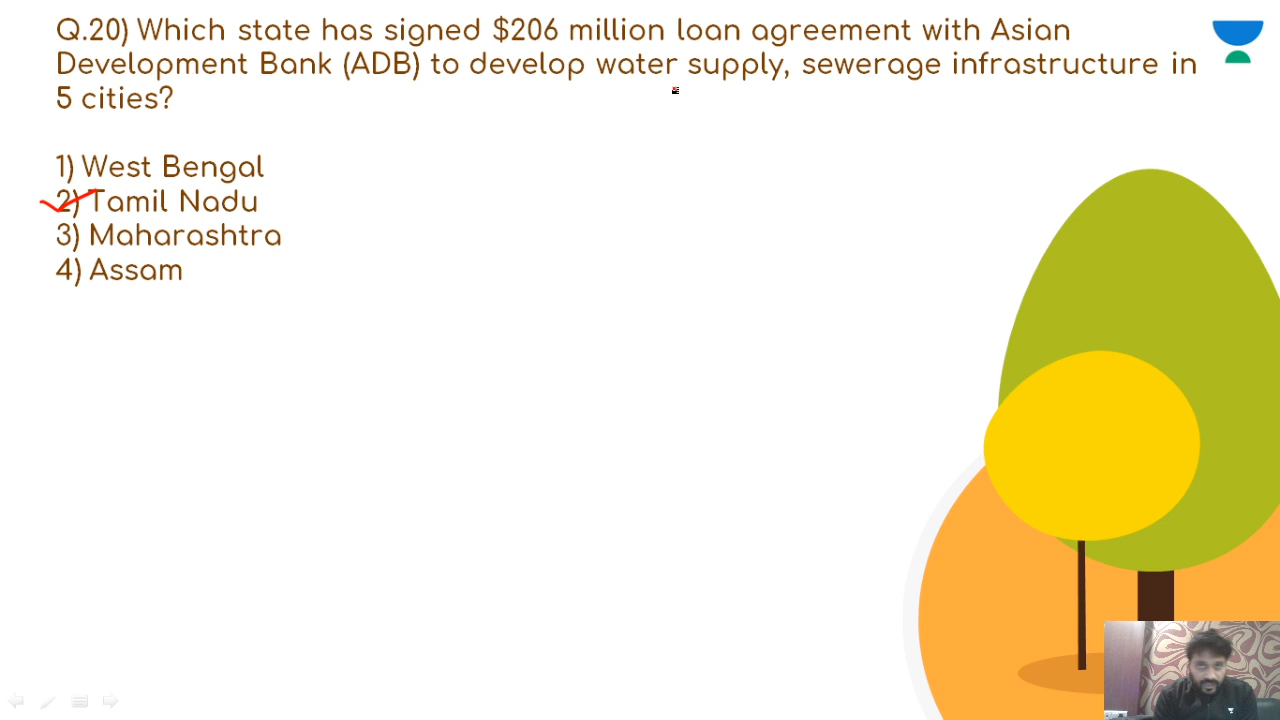 Q.20) Which state has signed $206 million loan agreement with Asian
Development Bank (ADB) to develop water supply, sewerage infrastructure in
5 cities?
1) West Bengal
2) Tamil Nadu
3) Maharashtra
4) Assam